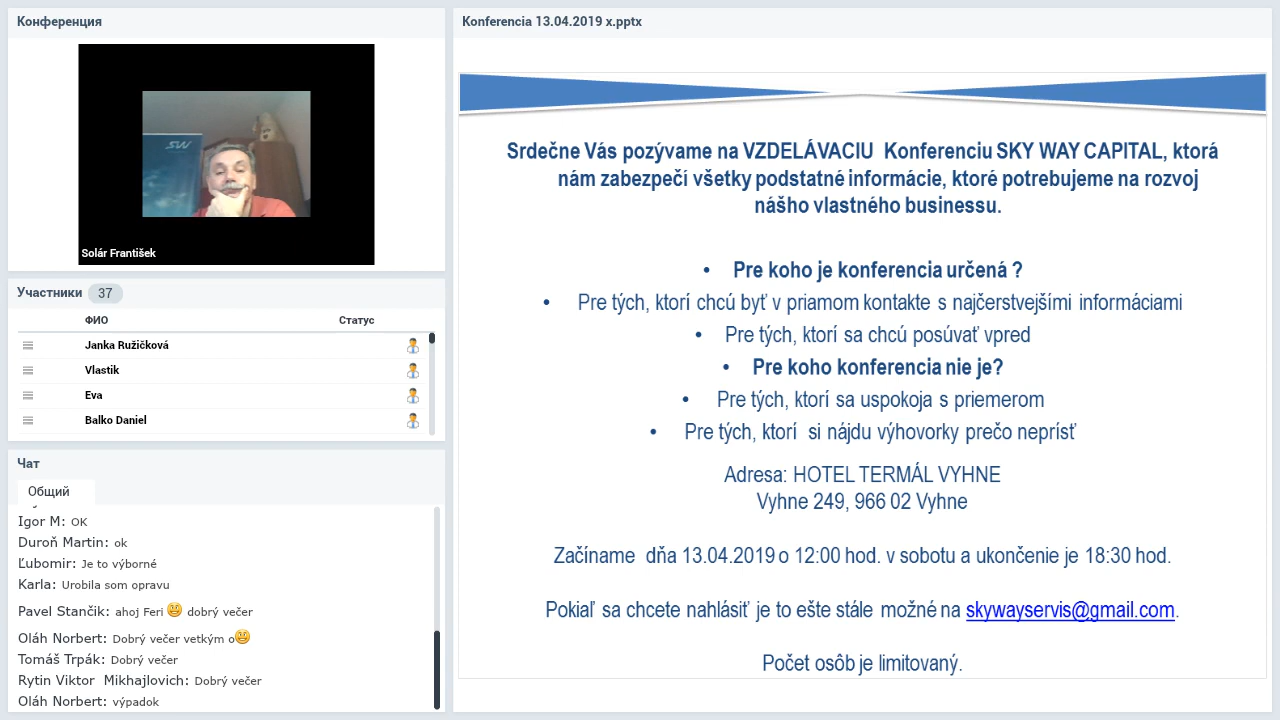 Конференция
SW
Solár František
Участники 37
ФИО Статус
Janka Ružičková
Vlastik
Eva
Balko Daniel
Чат
Общий
Igor M: OK
Duroň Martin: ok
Ľubomir: Je to výborné
Karla: Urobila som opravu
Pavel Stančik: ahoj Feri dobrý večer
Oláh Norbert: Dobrý večer vetkým o
Tomáš Trpák: Dobrý večer
Rytin Viktor Mikhajlovich: Dobrý večer
Oláh Norbert: výpadok
Konferencia 13.04.2019 x.pptx
Srdečne Vás pozývame na VZDELÁVACIU Konferenciu SKY WAY CAPITAL, ktorá
nám zabezpečí všetky podstatné informácie, ktoré potrebujeme na rozvoj
nášho vlastného businessu.
• Pre koho je konferencia určená ?
• Pre tých, ktorí chcú byť v priamom kontakte s najčerstvejšími informáciami
• Pre tých, ktorí sa chcú posúvať vpred
• Pre koho konferencia nie je?
• Pre tých, ktorí sa uspokoja s priemerom
• Pre tých, ktorí si nájdu výhovorky prečo neprísť
Adresa: HOTEL TERMÁL VYHNE
Vyhne 249, 966 02 Vyhne
Začíname dňa 13.04.2019 o 12:00 hod. v sobotu a ukončenie je 18:30 hod.
Pokiaľ sa chcete nahlásiť je to ešte stále možné na skywayservis@gmail.com.
Počet osôb je limitovaný.